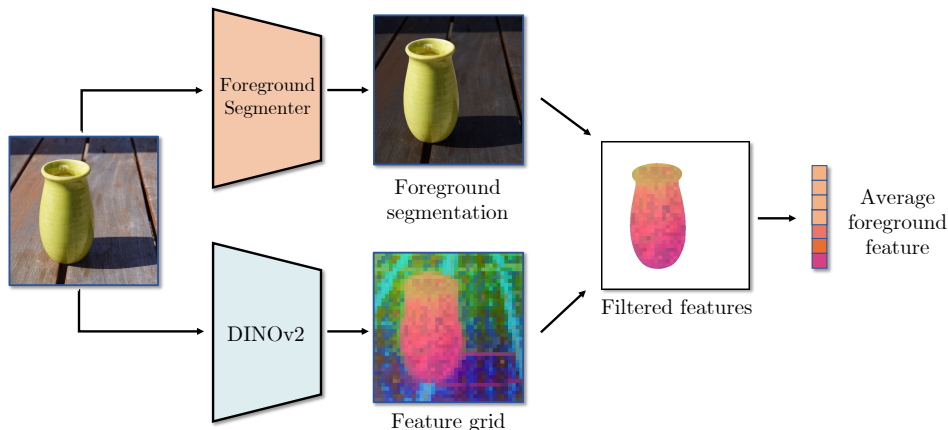 Foreground
Segmenter
Foreground
segmentation
DINOv2
Feature grid
Filtered features
Average
foreground
feature